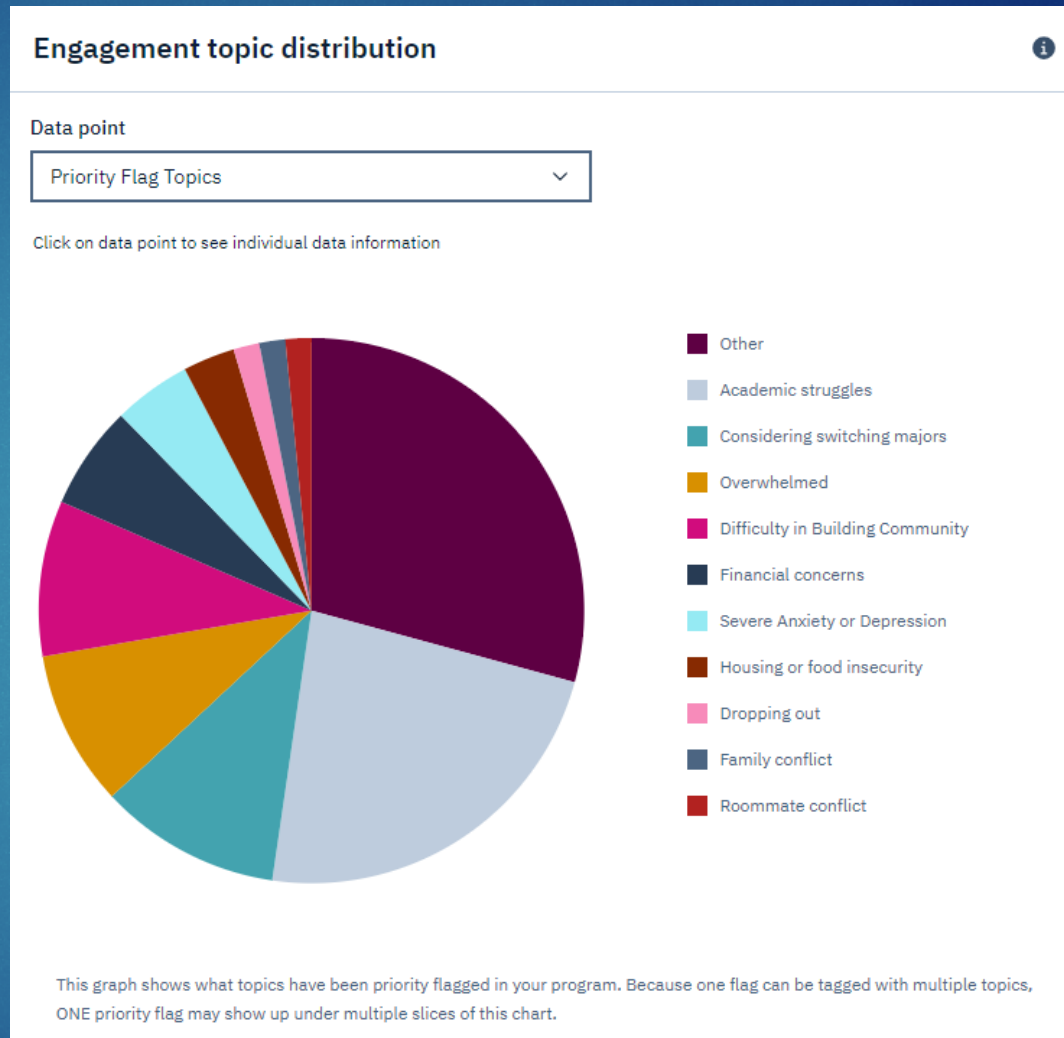 Engagement topic distribution
Data point
Priority Flag Topics
Click on data point to see individual data information
Other
Academic struggles
Considering switching majors
Overwhelmed
Difficulty in Building Community
Financial concerns
Severe Anxiety or Depression
Housing or food insecurity
Dropping out
Family conflict
Roommate conflict
This graph shows what topics have been priority flagged in your program. Because one flag can be tagged with multiple topics,
ONE priority flag may show up under multiple slices of this chart.